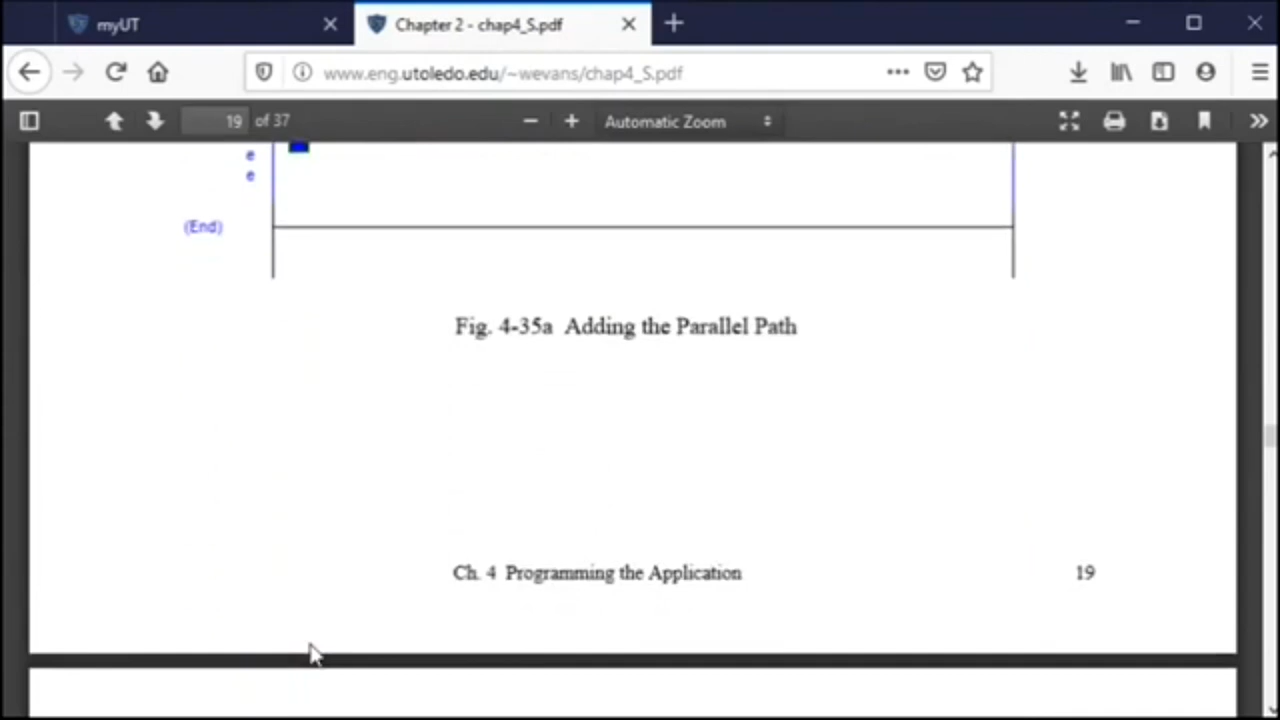 myUT
Chapter 2 - chap4_S.pdf
www.eng.utoledo.edu/~wevans/chap4_S.pdf
19 of 37
Automatic Zoom
e
e
(End)
Fig. 4-35a Adding the Parallel Path
Ch. 4 Programming the Application 19